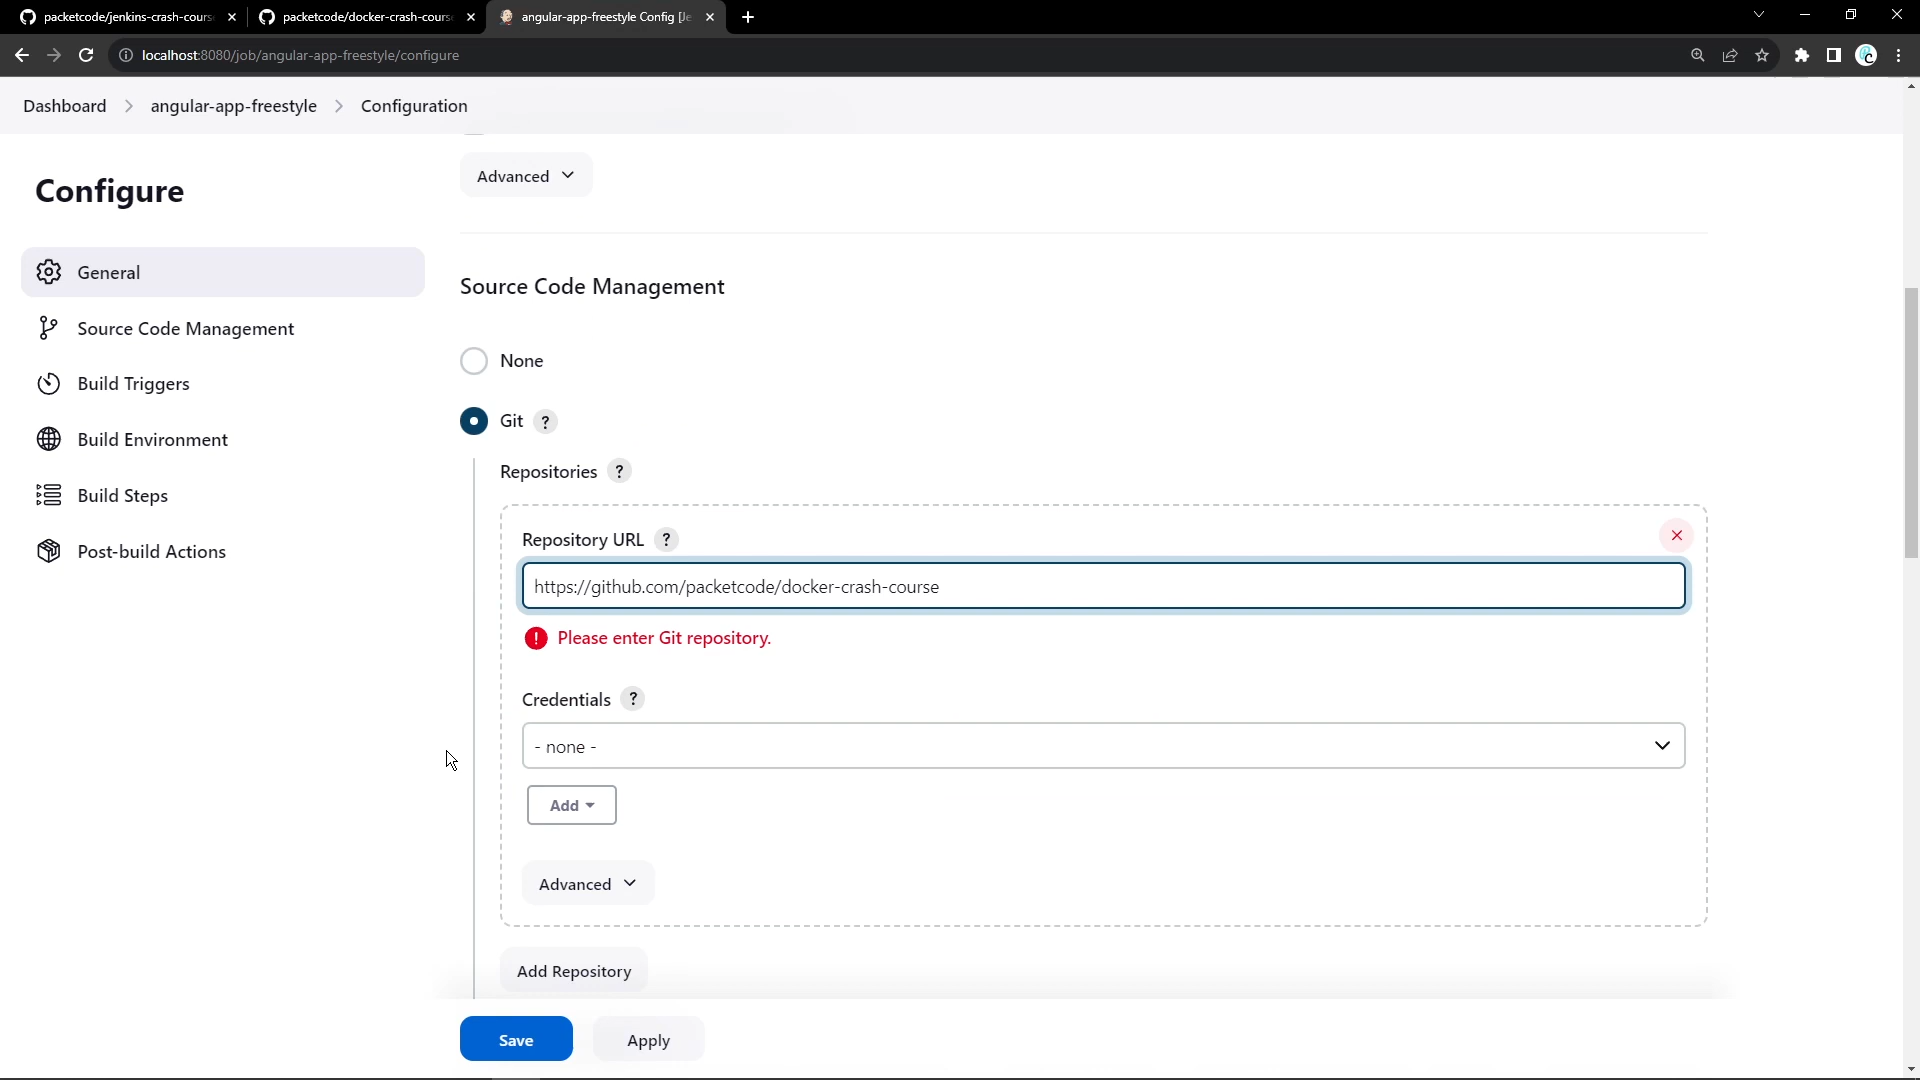 packetcode/jenkins-crash-cours
packetcode/docker-crash-cours
angular-app-freestyle Config [Je
localhost:8080/job/angular-app-freestyle/configure
Dashboard > angular-app-freestyle > Configuration
Configure
General
Source Code Management
Build Triggers
Build Environment
Build Steps
Post-build Actions
Advanced
Source Code Management
None
Git ?
Repositories ?
Repository URL ?
https://github.com/packetcode/docker-crash-course
Please enter Git repository.
Credentials ?
- none -
Add
Advanced
Add Repository
Save
Apply